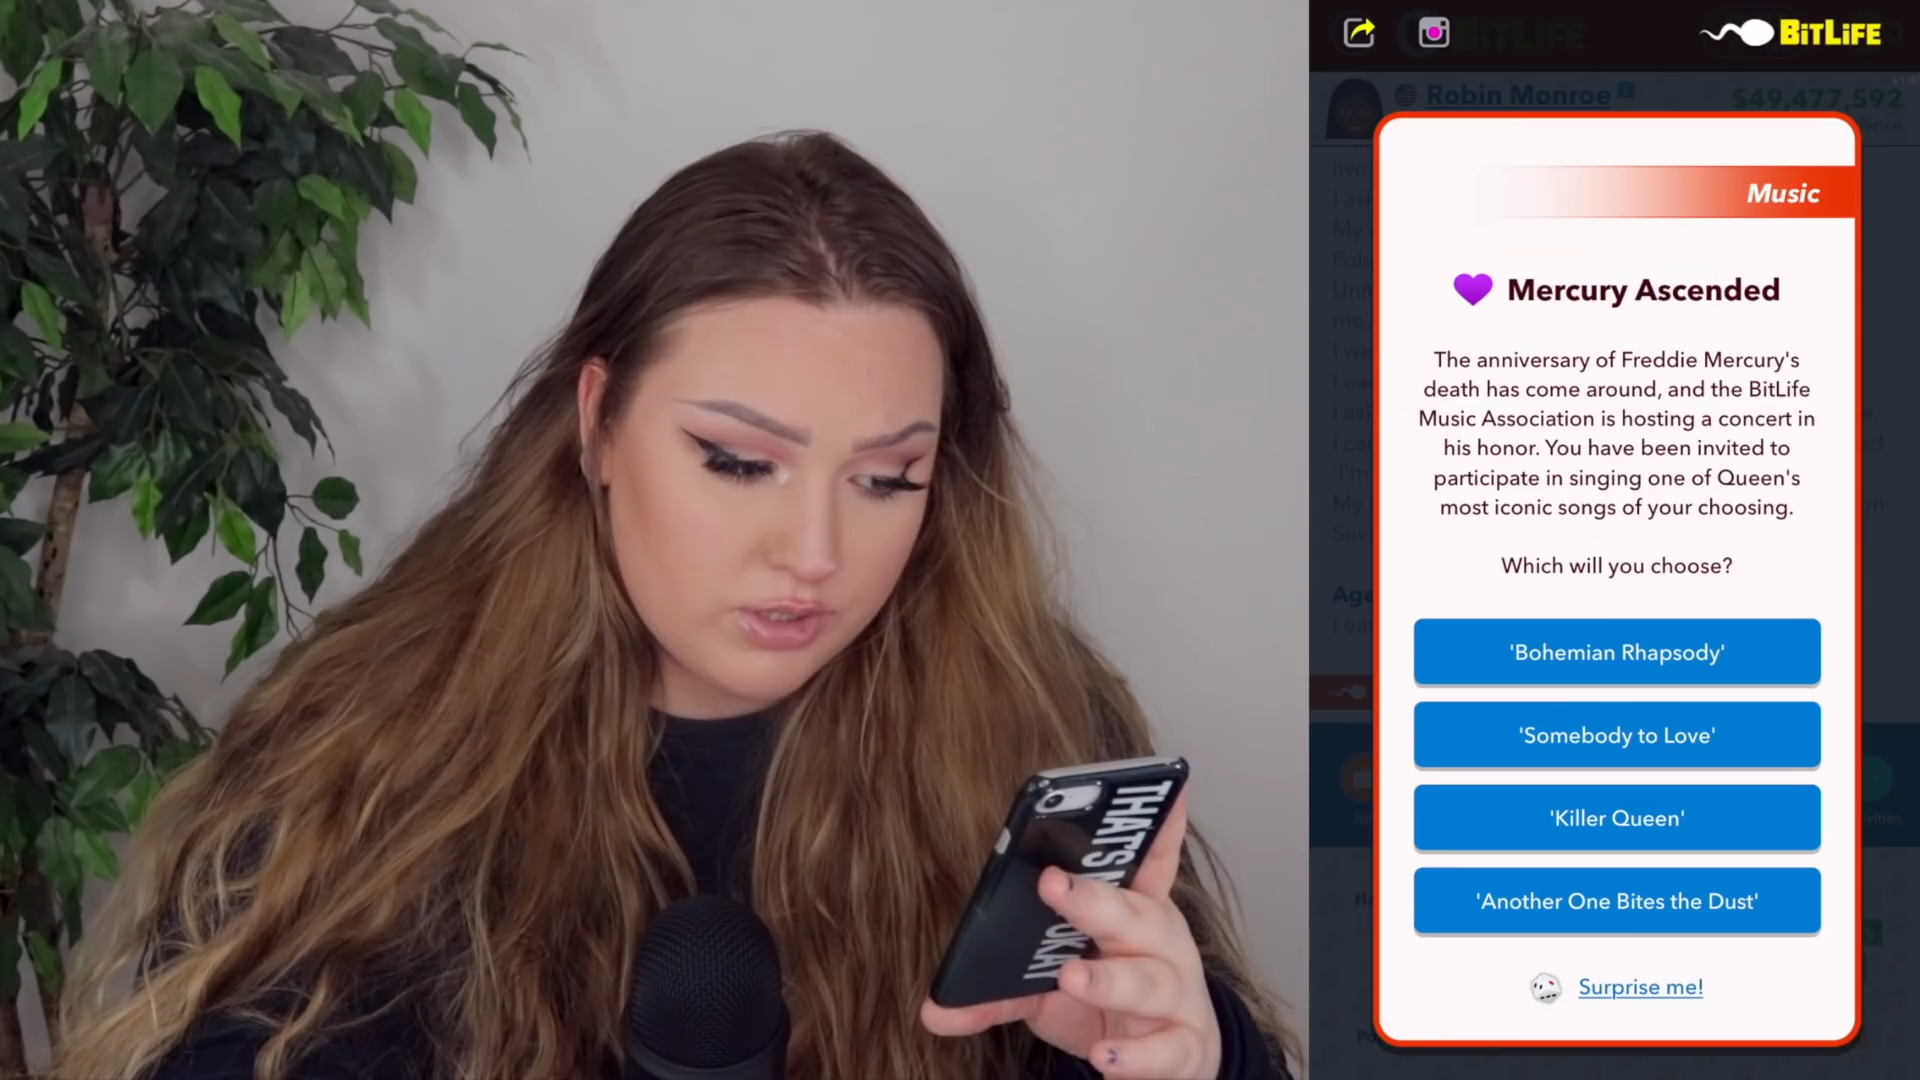 BiTLiFE
Robin Monroe
$49,477,592
Music
Mercury Ascended
The anniversary of Freddie Mercury's
death has come around, and the BitLife
Music Association is hosting a concert in
his honor. You have been invited to
participate in singing one of Queen's
most iconic songs of your choosing.
Which will you choose?
'Bohemian Rhapsody'
'Somebody to Love'
'Killer Queen'
'Another One Bites the Dust'
Surprise me!
THATS
OKAY